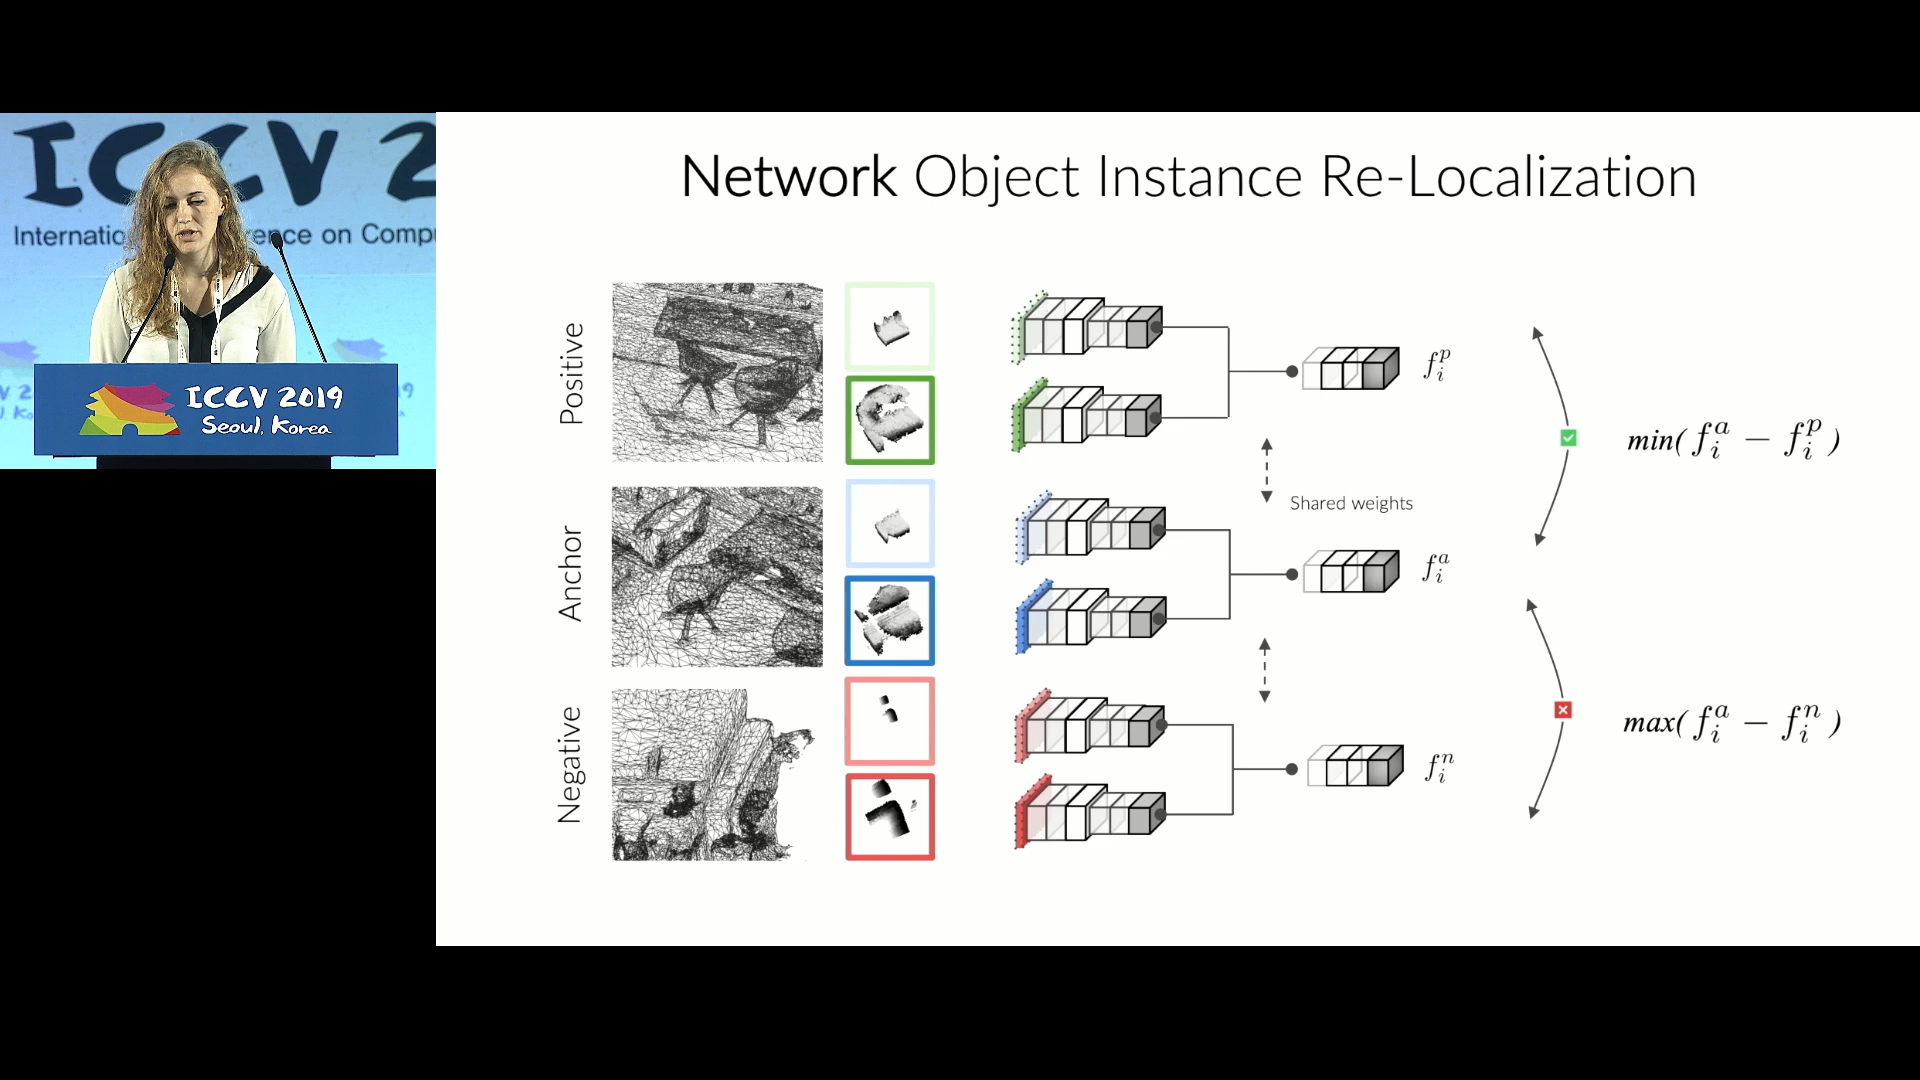 ICCV 2
Internatio ence on Compu
ICCV 2019
Seoul, Korea
Network Object Instance Re-Localization
Positive
Anchor
Negative
Shared weights
f_i^p
f_i^a
f_i^n
min( f_i^a − f_i^p )
max( f_i^a − f_i^n )